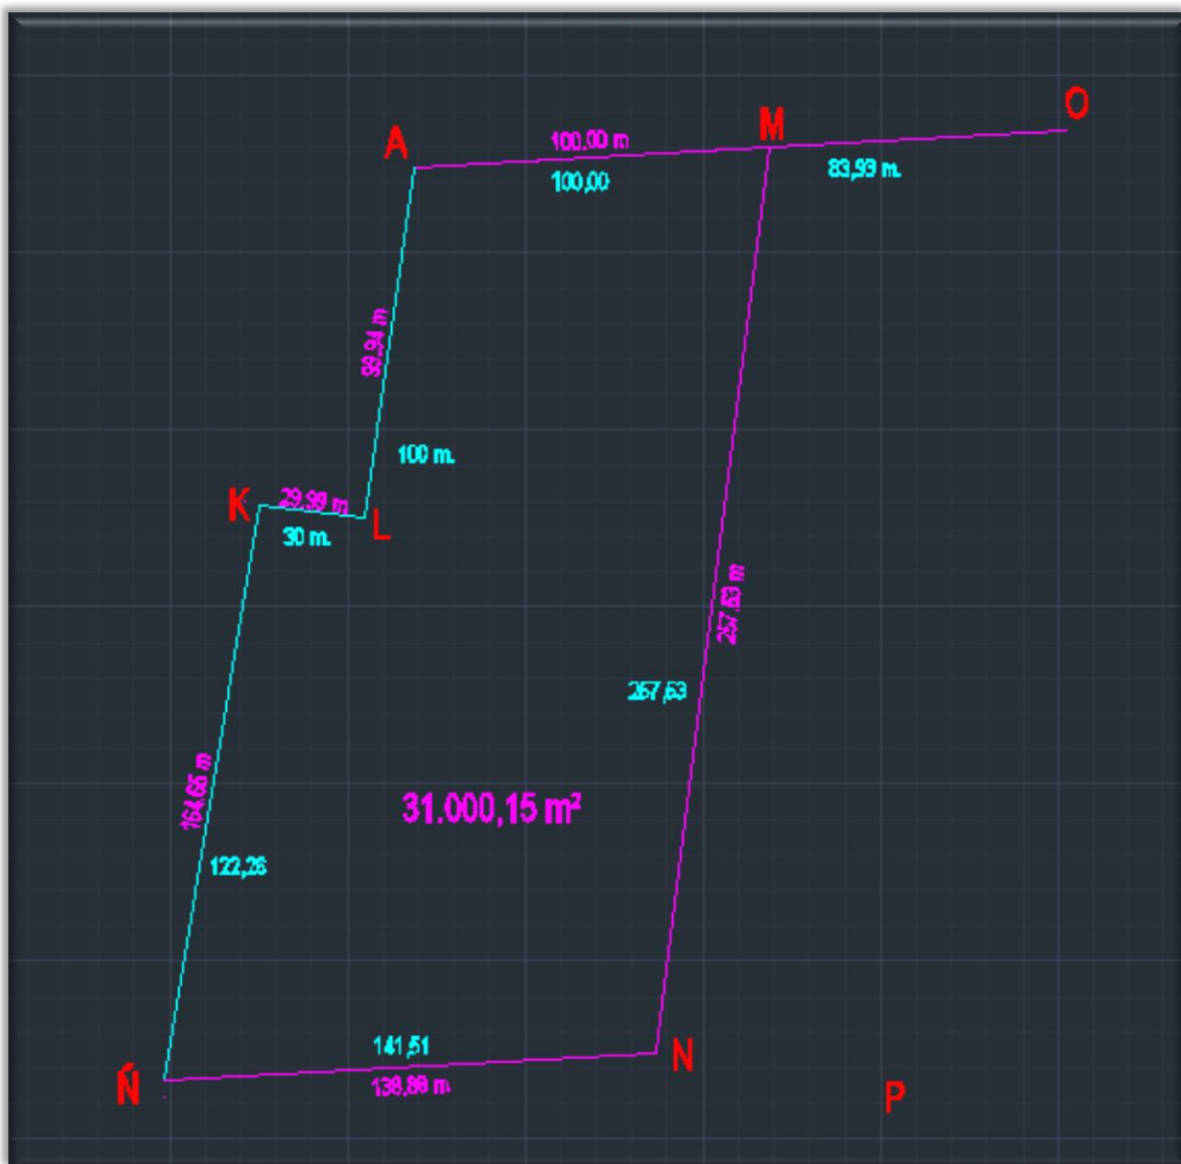 O
M
A
100.00 m
83,93 m.
100,00
99.94 m
100 m.
K
29.99 m
L
30 m.
257.63 m
267,63
164.65 m
31.000,15 m²
122,26
141,51
N
Ń
138.88 m
P